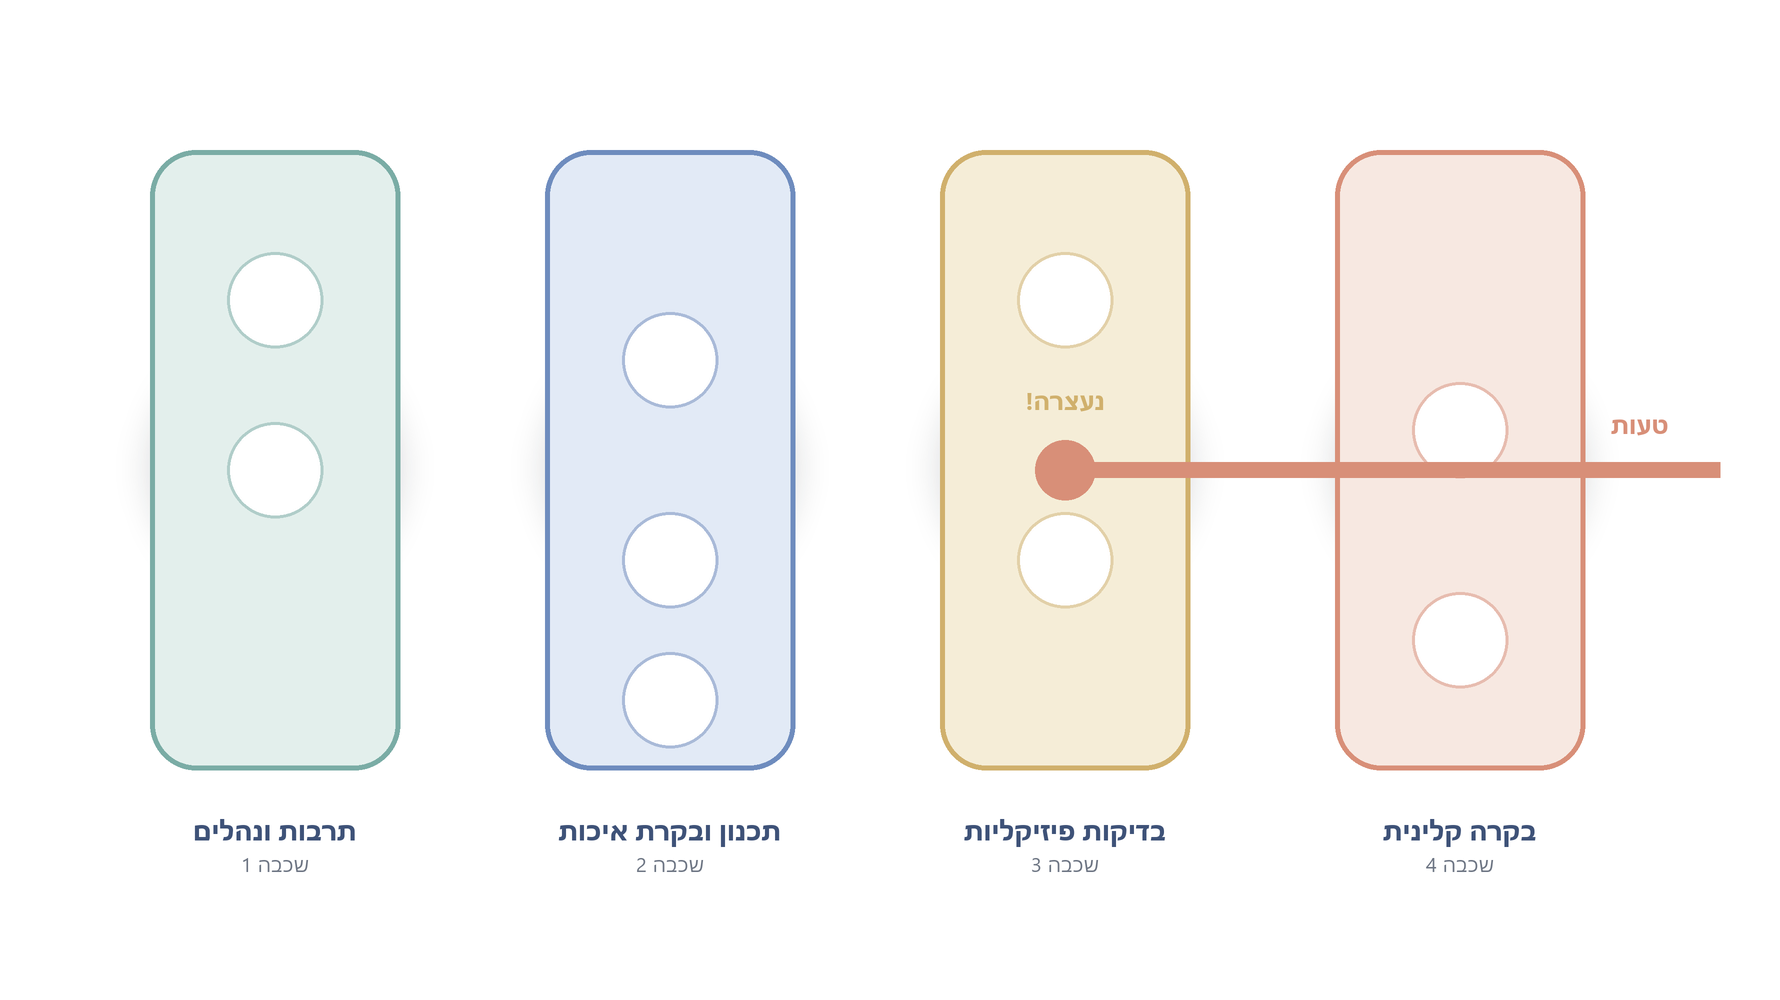 נעצרה!
טעות
בקרה קלינית
שכבה 4
בדיקות פיזיקליות
שכבה 3
תכנון ובקרת איכות
שכבה 2
תרבות ונהלים
שכבה 1